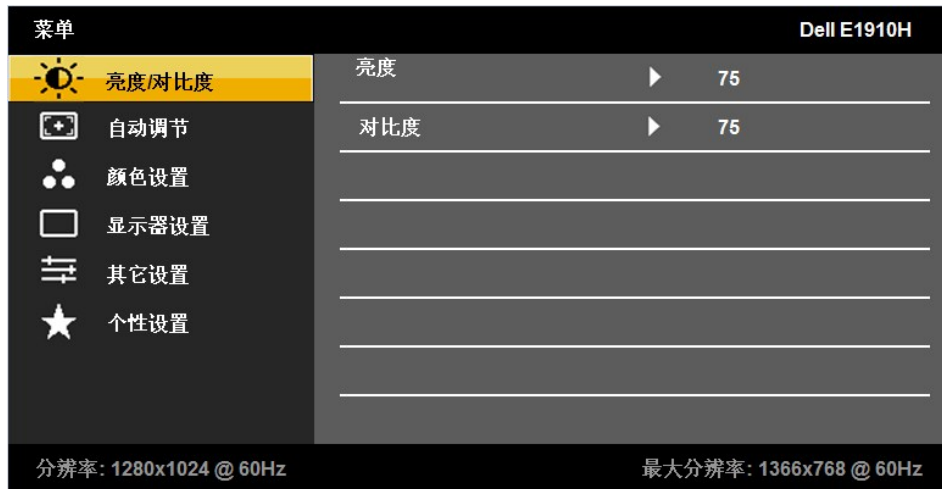 菜单 Dell E1910H
亮度/对比度 亮度 75
自动调节 对比度 75
颜色设置
显示器设置
其它设置
个性设置
分辨率: 1280x1024 @ 60Hz 最大分辨率: 1366x768 @ 60Hz